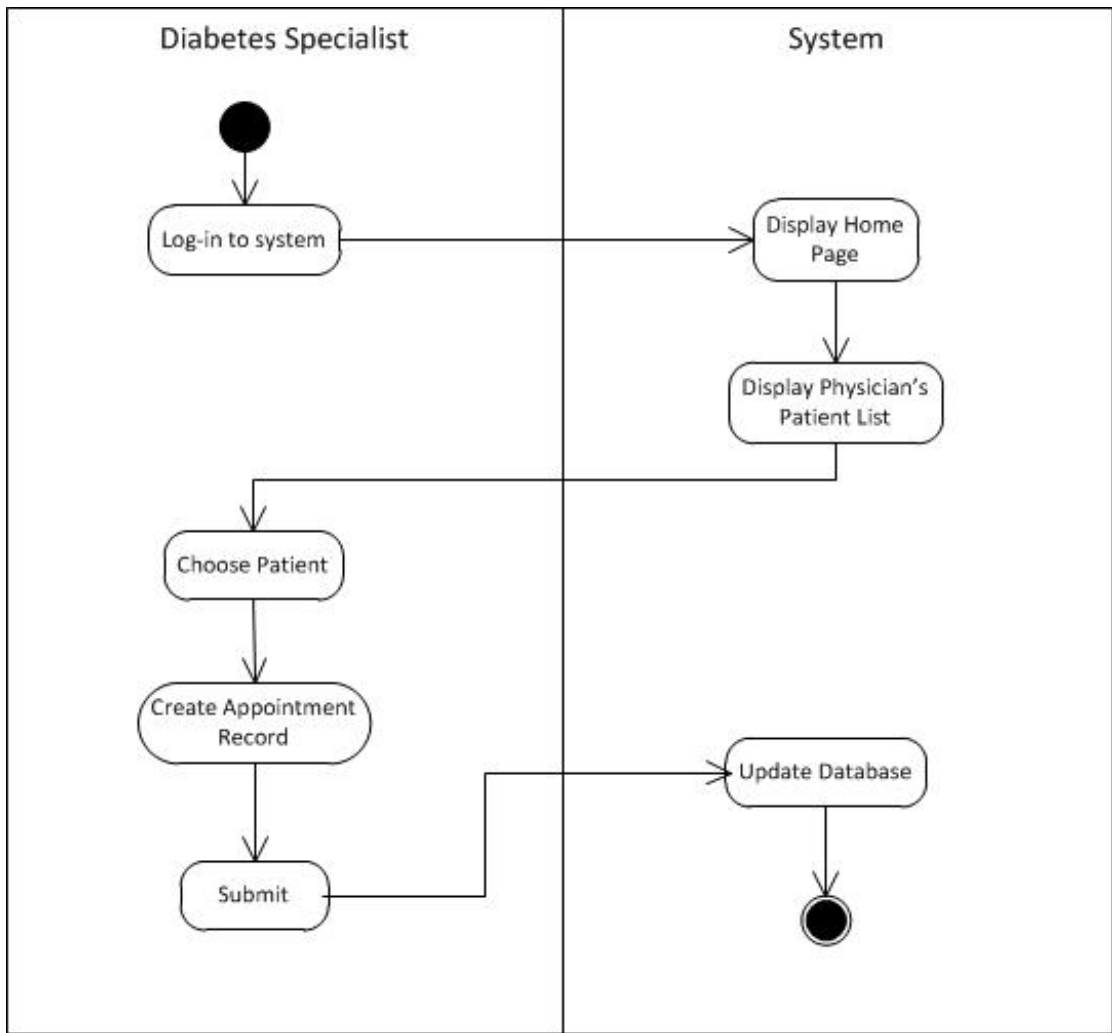 Diabetes Specialist
System
Log-in to system
Display Home
Page
Display Physician’s
Patient List
Choose Patient
Create Appointment
Record
Update Database
Submit